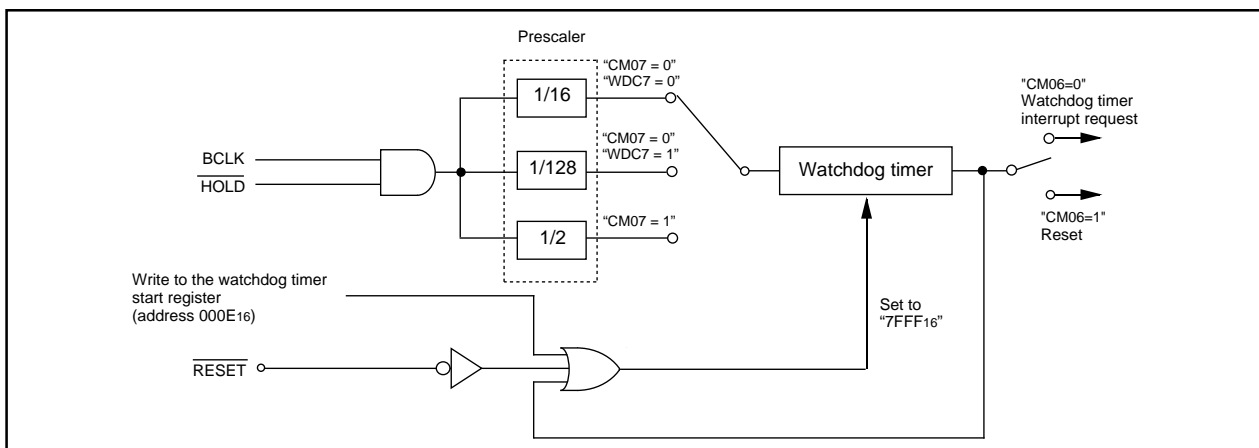 Prescaler
“CM07 = 0”
“WDC7 = 0”
1/16
"CM06=0"
Watchdog timer
interrupt request
BCLK
HOLD
“CM07 = 0”
“WDC7 = 1”
1/128
Watchdog timer
“CM07 = 1”
1/2
"CM06=1"
Reset
Write to the watchdog timer
start register
(address 000E16)
Set to
“7FFF16”
RESET